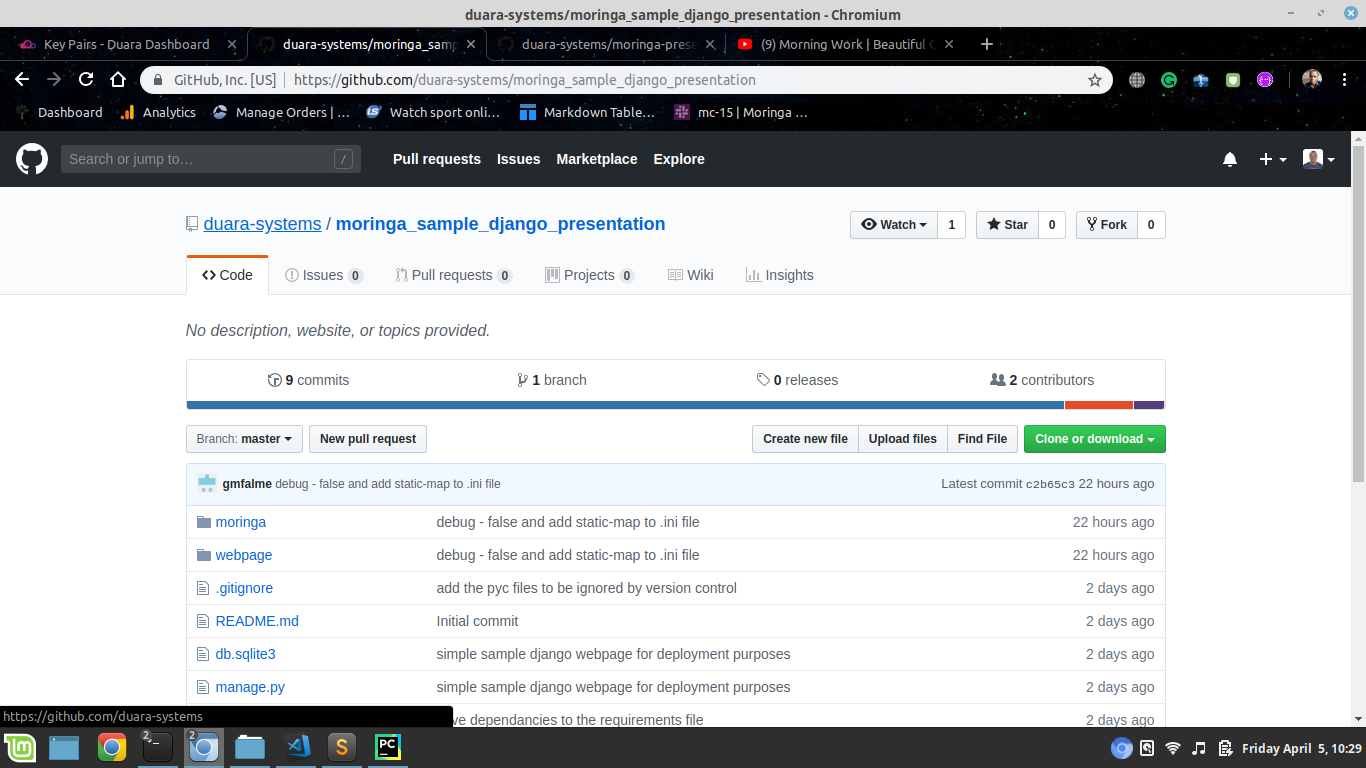 duara-systems/moringa_sample_django_presentation - Chromium
Key Pairs - Duara Dashboard duara-systems/moringa_sam duara-systems/moringa-prese (9) Morning Work | Beautiful
GitHub, Inc. [US] https://github.com/duara-systems/moringa_sample_django_presentation
Dashboard Analytics Manage Orders | … Watch sport onli… Markdown Table… mc-15 | Moringa …
Search or jump to… / Pull requests Issues Marketplace Explore
duara-systems / moringa_sample_django_presentation Watch 1 Star 0 Fork 0
Code Issues 0 Pull requests 0 Projects 0 Wiki Insights
No description, website, or topics provided.
9 commits 1 branch 0 releases 2 contributors
Branch: master New pull request Create new file Upload files Find File Clone or download
gmfalme debug - false and add static-map to .ini file Latest commit c2b65c3 22 hours ago
moringa debug - false and add static-map to .ini file 22 hours ago
webpage debug - false and add static-map to .ini file 22 hours ago
.gitignore add the pyc files to be ignored by version control 2 days ago
README.md Initial commit 2 days ago
db.sqlite3 simple sample django webpage for deployment purposes 2 days ago
manage.py simple sample django webpage for deployment purposes 2 days ago
https://github.com/duara-systems ve dependancies to the requirements file 2 days ago
2 2 PC Friday April 5, 10:29